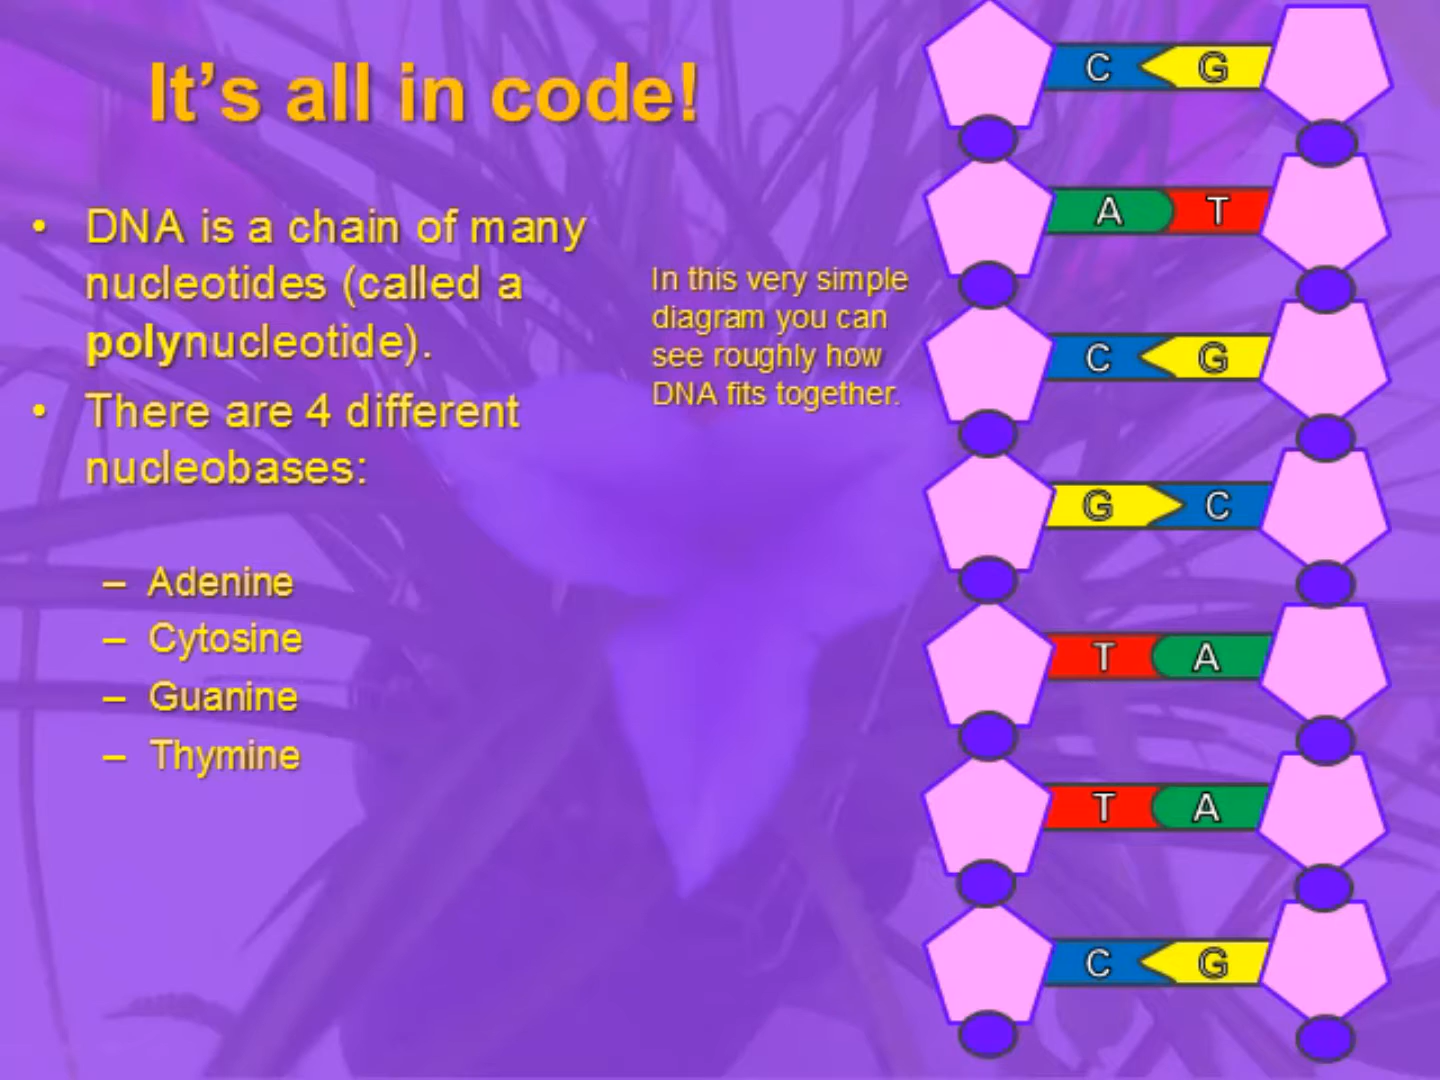 It's all in code!
• DNA is a chain of many
nucleotides (called a
polynucleotide).
• There are 4 different
nucleobases:
– Adenine
– Cytosine
– Guanine
– Thymine
In this very simple
diagram you can
see roughly how
DNA fits together.
C G
A T
C G
G C
T A
T A
C G